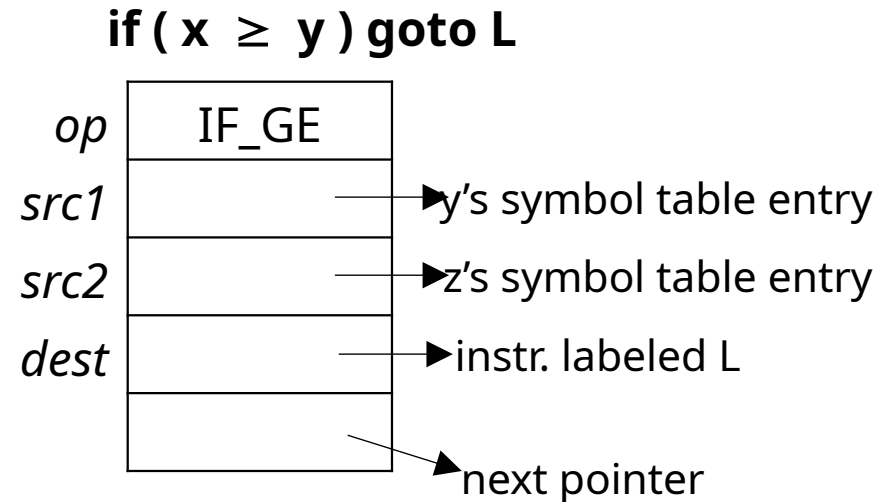 if ( x ≥ y ) goto L
op IF_GE
src1 y’s symbol table entry
src2 z’s symbol table entry
dest instr. labeled L
next pointer